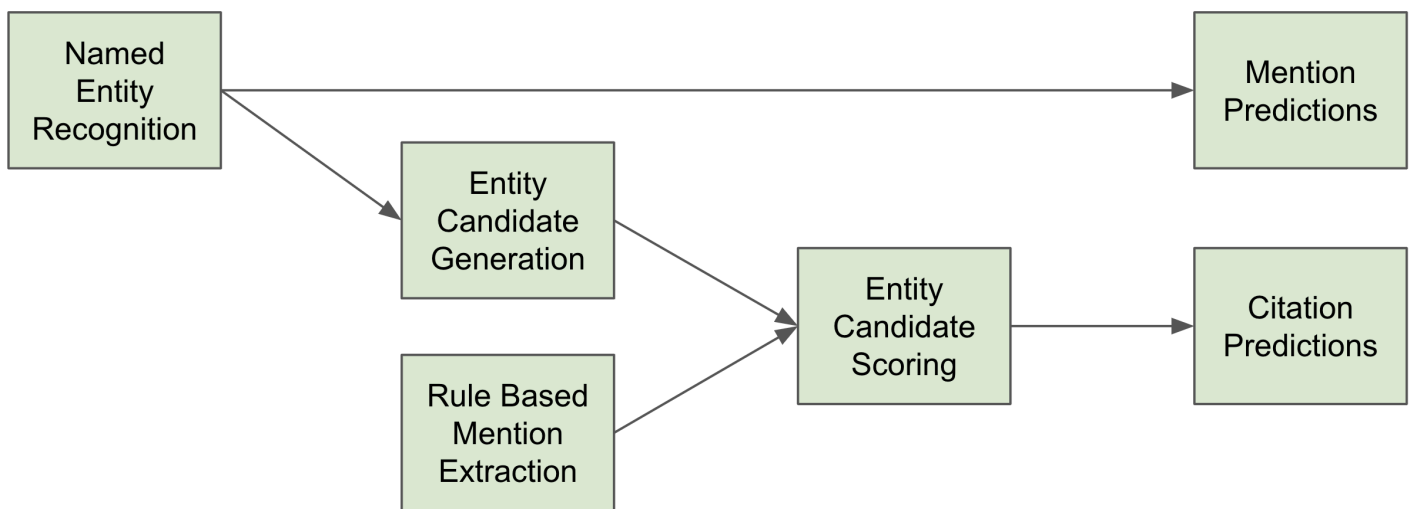 Named
Entity
Recognition
Mention
Predictions
Entity
Candidate
Generation
Entity
Candidate
Scoring
Citation
Predictions
Rule Based
Mention
Extraction